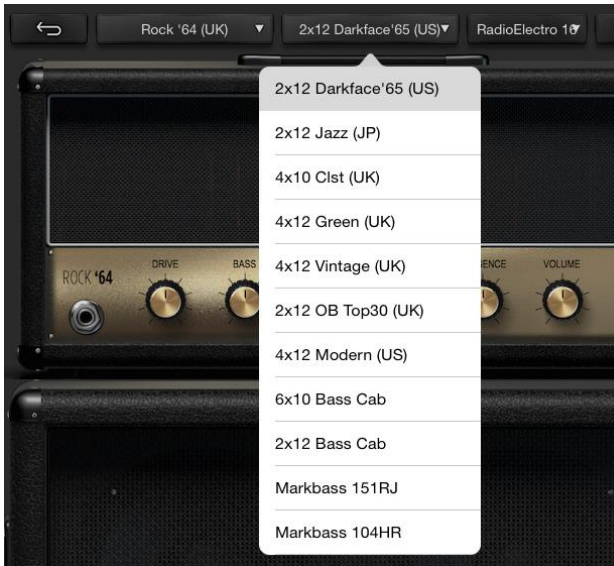 Rock '64 (UK) ▼ 2x12 Darkface'65 (US)▼ RadioElectro 16▼
2x12 Darkface'65 (US)
2x12 Jazz (JP)
4x10 Clst (UK)
4x12 Green (UK)
4x12 Vintage (UK)
2x12 OB Top30 (UK)
4x12 Modern (US)
6x10 Bass Cab
2x12 Bass Cab
Markbass 151RJ
Markbass 104HR
ROCK '64
DRIVE BASS ENCE VOLUME